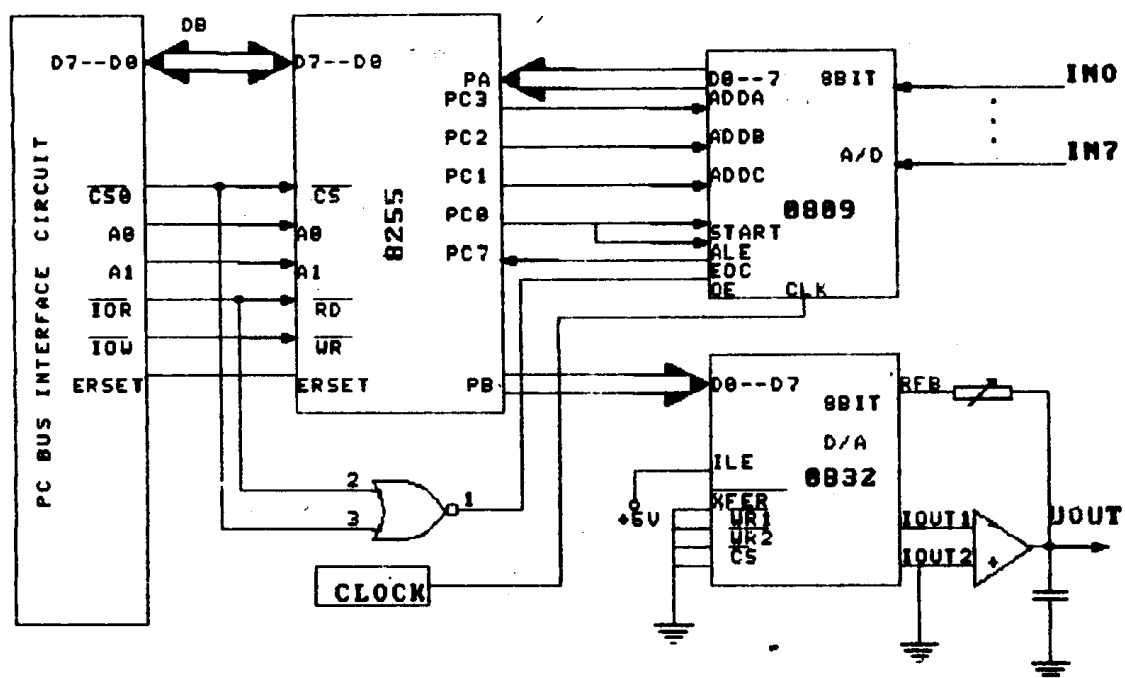 PC BUS INTERFACE CIRCUIT
DB
D7--D0
CS0
A0
A1
IOR
IOW
ERSET
D7--D0
CS
A0
A1
RD
WR
ERSET
8255
PA
PC3
PC2
PC1
PC0
PC7
PB
D0--7
8BIT
ADDA
ADDB
A/D
ADDC
0809
START
ALE
EOC
OE
CLK
IN0
IN7
D0--D7
RFB
8BIT
D/A
ILE
0832
XFER
WR1
WR2
CS
IOUT1
IOUT2
+5V
2
3
1
CLOCK
-
+
UOUT